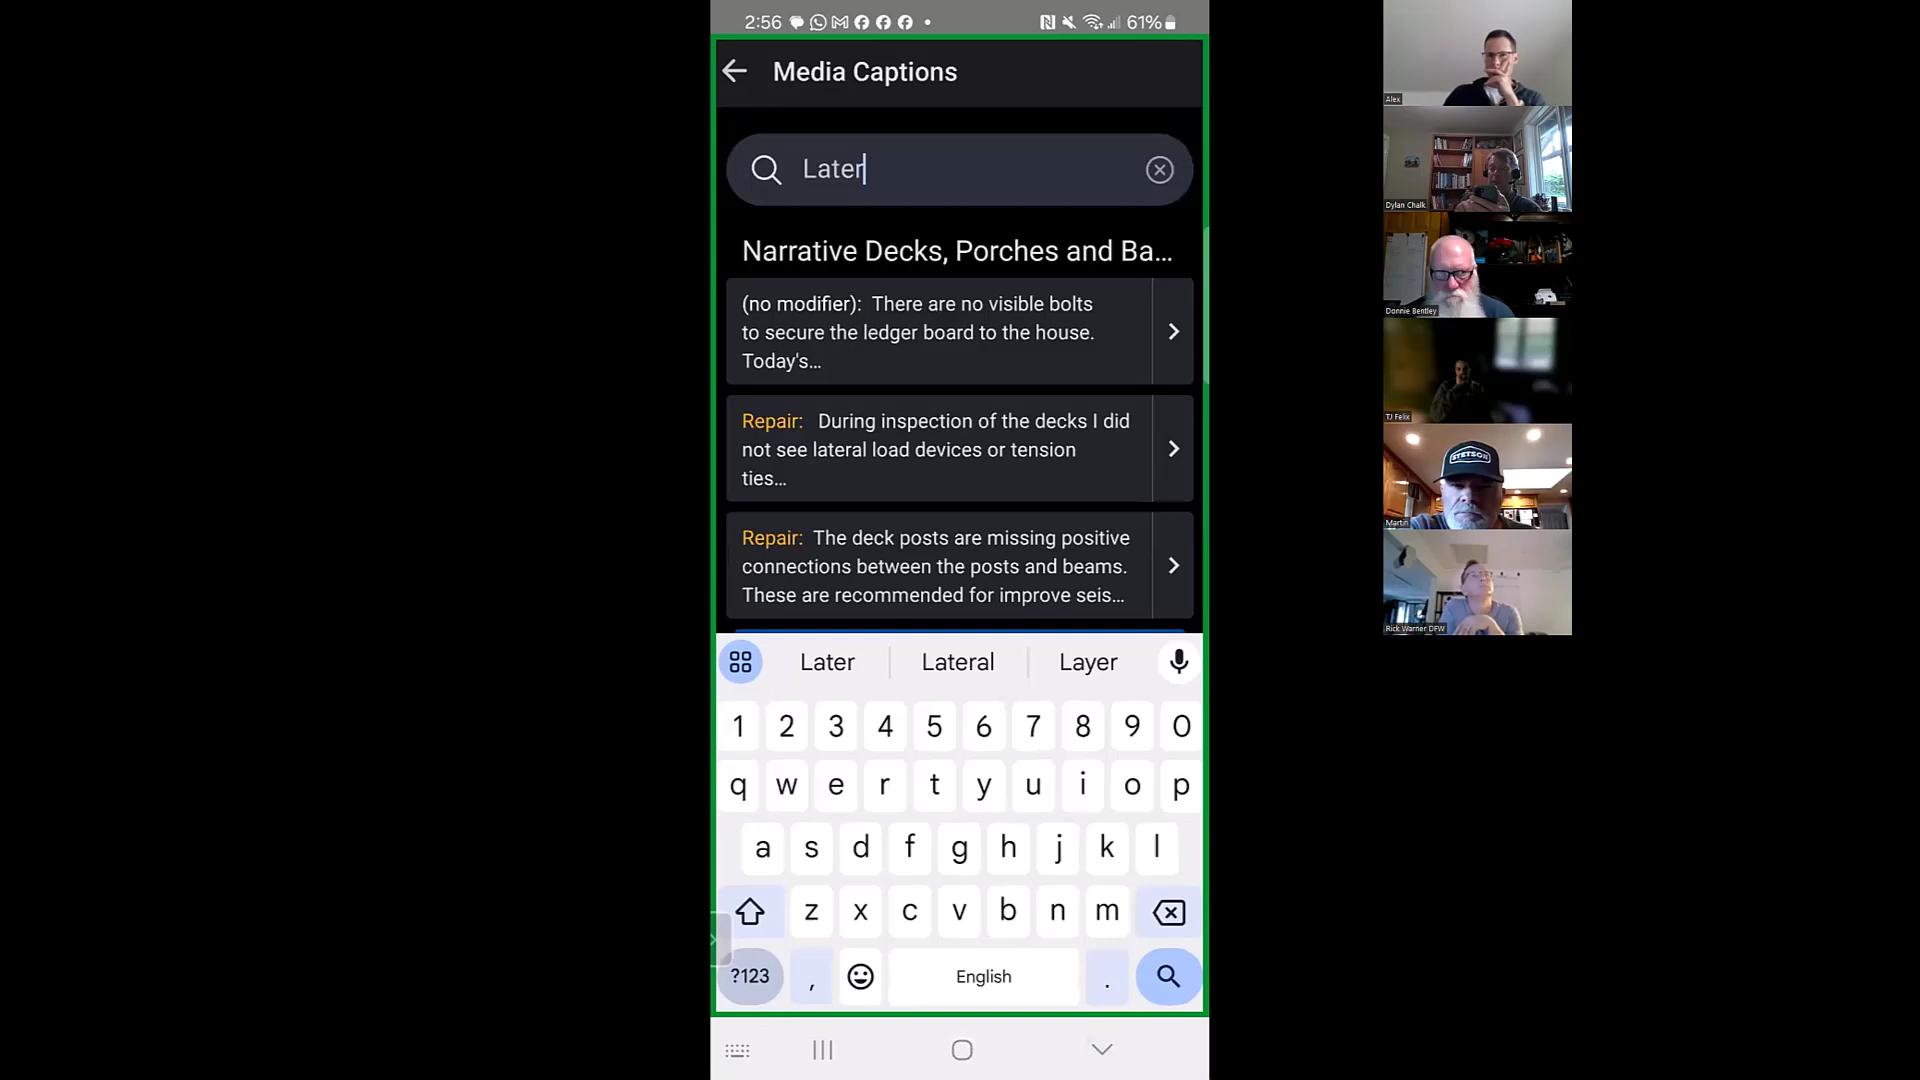 2:56
61%
Media Captions
Later
Narrative Decks, Porches and Ba...
(no modifier): There are no visible bolts
to secure the ledger board to the house.
Today's...
Repair: During inspection of the decks I did
not see lateral load devices or tension
ties...
Repair: The deck posts are missing positive
connections between the posts and beams.
These are recommended for improve seis...
Later Lateral Layer
1 2 3 4 5 6 7 8 9 0
q w e r t y u i o p
a s d f g h j k l
z x c v b n m
?123 , English .
Alex
Dylan Chalk
Donnie Bentley
TJ Felix
STETSON
Martin
Rick Warner DFW